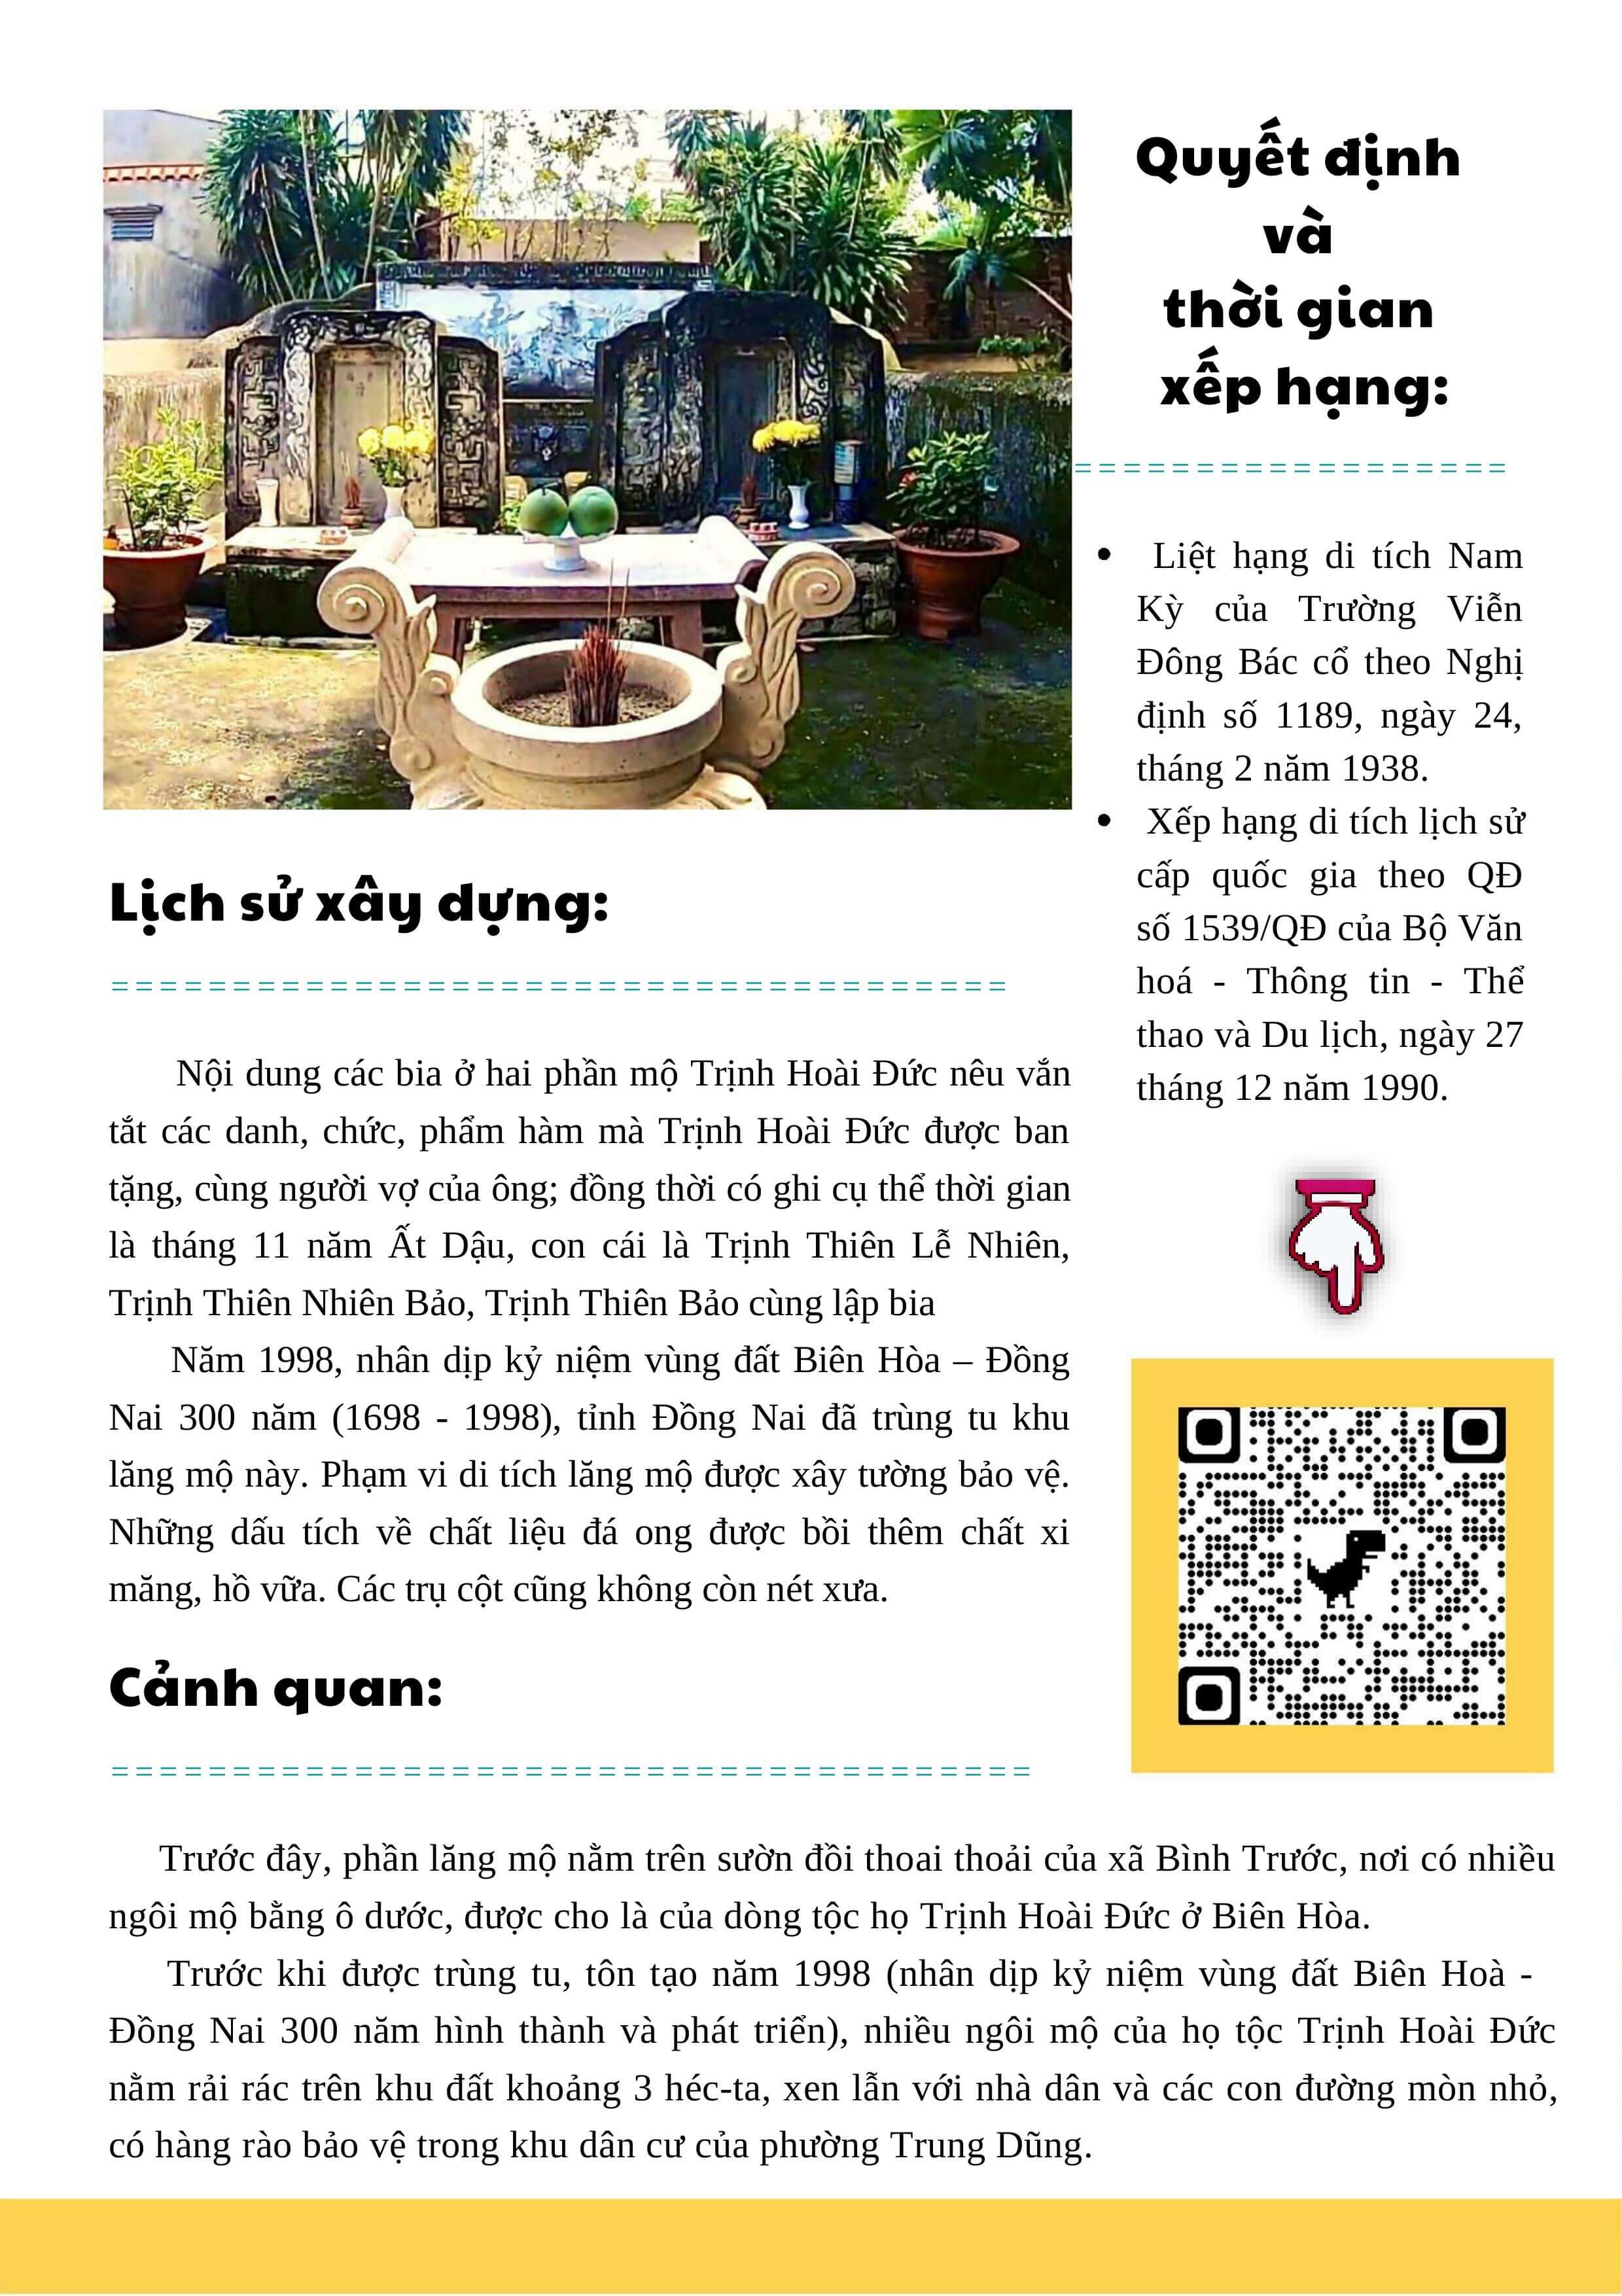 Quyết định
và
thời gian
xếp hạng:
==================
• Liệt hạng di tích Nam
Kỳ của Trường Viễn
Đông Bác cổ theo Nghị
định số 1189, ngày 24,
tháng 2 năm 1938.
• Xếp hạng di tích lịch sử
cấp quốc gia theo QĐ
số 1539/QĐ của Bộ Văn
hoá - Thông tin - Thể
thao và Du lịch, ngày 27
tháng 12 năm 1990.
Lịch sử xây dựng:
=====================================
Nội dung các bia ở hai phần mộ Trịnh Hoài Đức nêu vắn
tắt các danh, chức, phẩm hàm mà Trịnh Hoài Đức được ban
tặng, cùng người vợ của ông; đồng thời có ghi cụ thể thời gian
là tháng 11 năm Ất Dậu, con cái là Trịnh Thiên Lễ Nhiên,
Trịnh Thiên Nhiên Bảo, Trịnh Thiên Bảo cùng lập bia
Năm 1998, nhân dịp kỷ niệm vùng đất Biên Hòa – Đồng
Nai 300 năm (1698 - 1998), tỉnh Đồng Nai đã trùng tu khu
lăng mộ này. Phạm vi di tích lăng mộ được xây tường bảo vệ.
Những dấu tích về chất liệu đá ong được bồi thêm chất xi
măng, hồ vữa. Các trụ cột cũng không còn nét xưa.
Cảnh quan:
======================================
Trước đây, phần lăng mộ nằm trên sườn đồi thoai thoải của xã Bình Trước, nơi có nhiều
ngôi mộ bằng ô dước, được cho là của dòng tộc họ Trịnh Hoài Đức ở Biên Hòa.
Trước khi được trùng tu, tôn tạo năm 1998 (nhân dịp kỷ niệm vùng đất Biên Hoà -
Đồng Nai 300 năm hình thành và phát triển), nhiều ngôi mộ của họ tộc Trịnh Hoài Đức
nằm rải rác trên khu đất khoảng 3 héc-ta, xen lẫn với nhà dân và các con đường mòn nhỏ,
có hàng rào bảo vệ trong khu dân cư của phường Trung Dũng.